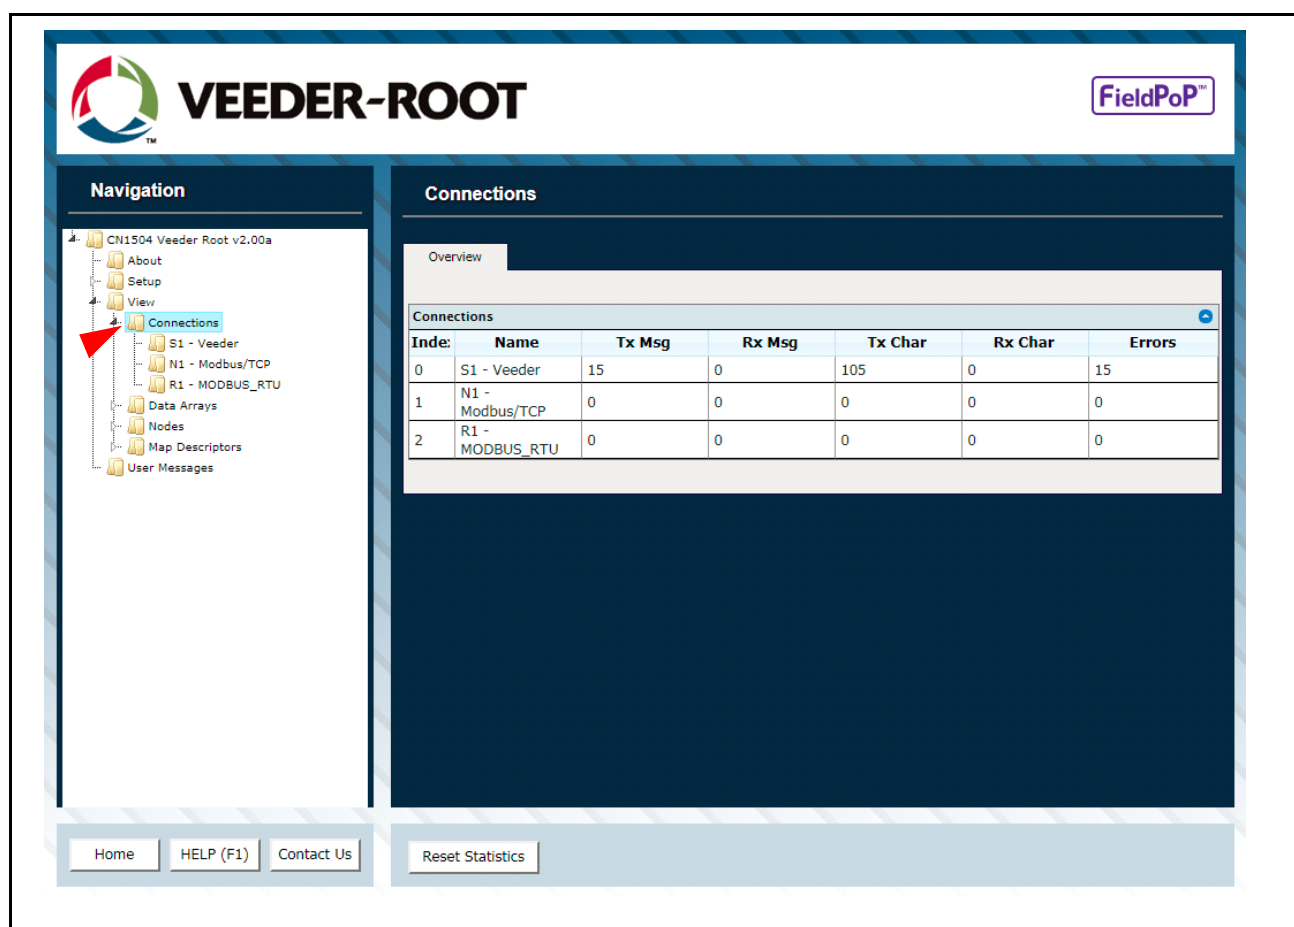 VEEDER-ROOT
TM
FieldPoP™
Navigation
CN1504 Veeder Root v2.00a
About
Setup
View
Connections
S1 - Veeder
N1 - Modbus/TCP
R1 - MODBUS_RTU
Data Arrays
Nodes
Map Descriptors
User Messages
Connections
Overview
Connections
Inde: Name Tx Msg Rx Msg Tx Char Rx Char Errors
0 S1 - Veeder 15 0 105 0 15
1 N1 - Modbus/TCP 0 0 0 0 0
2 R1 - MODBUS_RTU 0 0 0 0 0
Home HELP (F1) Contact Us
Reset Statistics